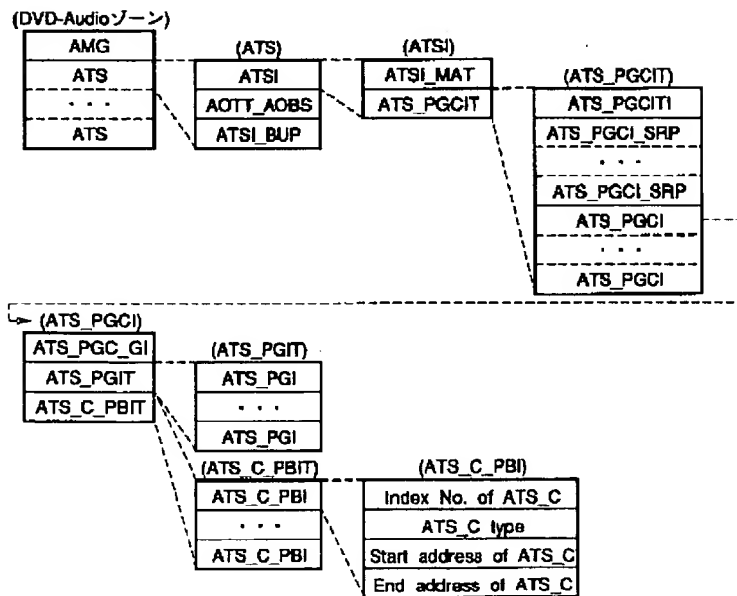 (DVD-Audioゾーン)
AMG
ATS
・・・
ATS
(ATS)
ATSI
AOTT_AOBS
ATSI_BUP
(ATSI)
ATSI_MAT
ATS_PGCIT
(ATS_PGCIT)
ATS_PGCITI
ATS_PGCI_SRP
・・・
ATS_PGCI_SRP
ATS_PGCI
・・・
ATS_PGCI
(ATS_PGCI)
ATS_PGC_GI
ATS_PGIT
ATS_C_PBIT
(ATS_PGIT)
ATS_PGI
・・・
ATS_PGI
(ATS_C_PBIT)
ATS_C_PBI
・・・
ATS_C_PBI
(ATS_C_PBI)
Index No. of ATS_C
ATS_C type
Start address of ATS_C
End address of ATS_C